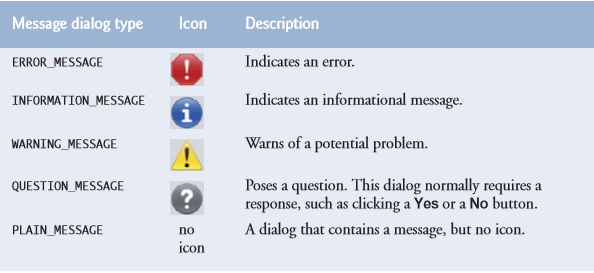 Message dialog type Icon Description
ERROR_MESSAGE ! Indicates an error.
INFORMATION_MESSAGE i Indicates an informational message.
WARNING_MESSAGE ! Warns of a potential problem.
QUESTION_MESSAGE ? Poses a question. This dialog normally requires a
response, such as clicking a Yes or a No button.
PLAIN_MESSAGE no A dialog that contains a message, but no icon.
icon